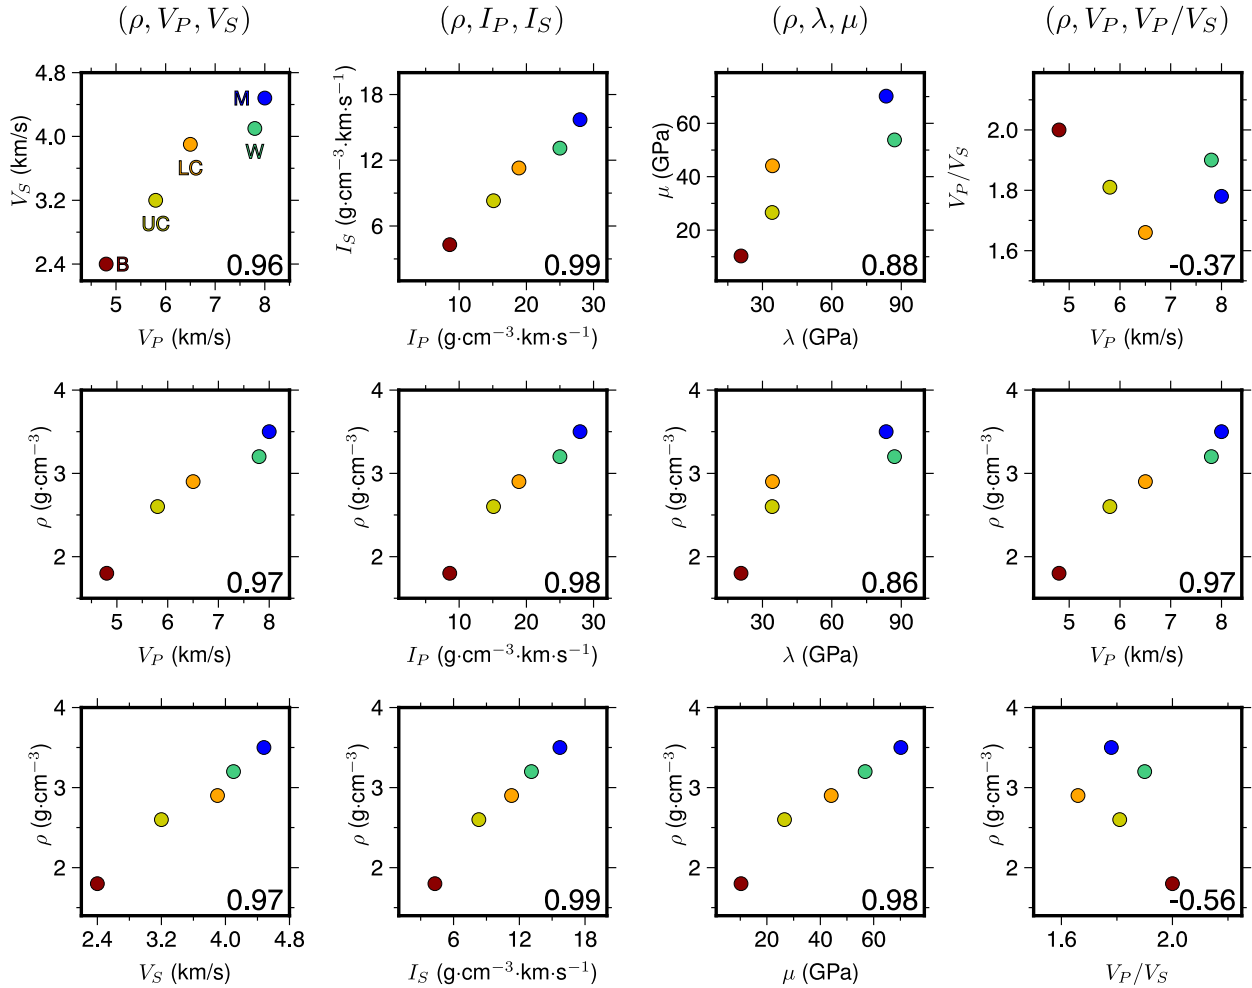 (ρ, V_P, V_S) (ρ, I_P, I_S) (ρ, λ, μ) (ρ, V_P, V_P/V_S)
4.8
4.0
3.2
2.4
V_S (km/s)
M
W
LC
UC
B
0.96
5 6 7 8
V_P (km/s)
18
12
6
I_S (g·cm⁻³·km·s⁻¹)
0.99
10 20 30
I_P (g·cm⁻³·km·s⁻¹)
60
40
20
μ (GPa)
0.88
30 60 90
λ (GPa)
2.0
1.8
1.6
V_P/V_S
-0.37
5 6 7 8
V_P (km/s)
4
3
2
ρ (g·cm⁻³)
0.97
5 6 7 8
V_P (km/s)
4
3
2
ρ (g·cm⁻³)
0.98
10 20 30
I_P (g·cm⁻³·km·s⁻¹)
4
3
2
ρ (g·cm⁻³)
0.86
30 60 90
λ (GPa)
4
3
2
ρ (g·cm⁻³)
0.97
5 6 7 8
V_P (km/s)
4
3
2
ρ (g·cm⁻³)
0.97
2.4 3.2 4.0 4.8
V_S (km/s)
4
3
2
ρ (g·cm⁻³)
0.99
6 12 18
I_S (g·cm⁻³·km·s⁻¹)
4
3
2
ρ (g·cm⁻³)
0.98
20 40 60
μ (GPa)
4
3
2
ρ (g·cm⁻³)
-0.56
1.6 2.0
V_P/V_S